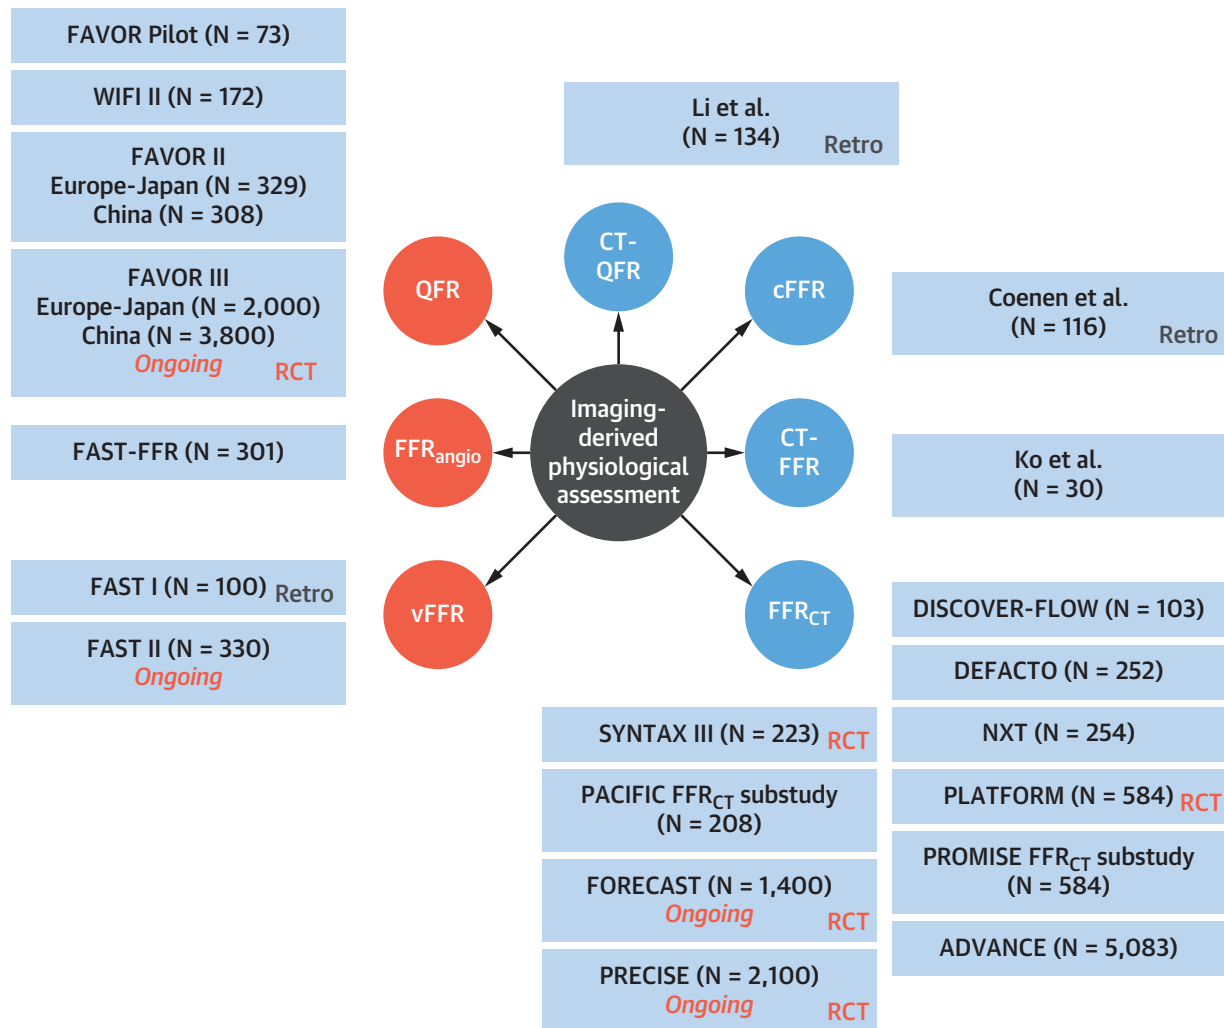 FAVOR Pilot (N = 73)
WIFI II (N = 172)
FAVOR II
Europe-Japan (N = 329)
China (N = 308)
FAVOR III
Europe-Japan (N = 2,000)
China (N = 3,800)
Ongoing RCT
FAST-FFR (N = 301)
FAST I (N = 100) Retro
FAST II (N = 330)
Ongoing
Li et al.
(N = 134) Retro
QFR
CT-
QFR
cFFR
FFRangio
Imaging-
derived
physiological
assessment
CT-
FFR
vFFR
FFRCT
Coenen et al.
(N = 116) Retro
Ko et al.
(N = 30)
SYNTAX III (N = 223) RCT
PACIFIC FFRCT substudy
(N = 208)
FORECAST (N = 1,400)
Ongoing RCT
PRECISE (N = 2,100)
Ongoing RCT
DISCOVER-FLOW (N = 103)
DEFACTO (N = 252)
NXT (N = 254)
PLATFORM (N = 584) RCT
PROMISE FFRCT substudy
(N = 584)
ADVANCE (N = 5,083)